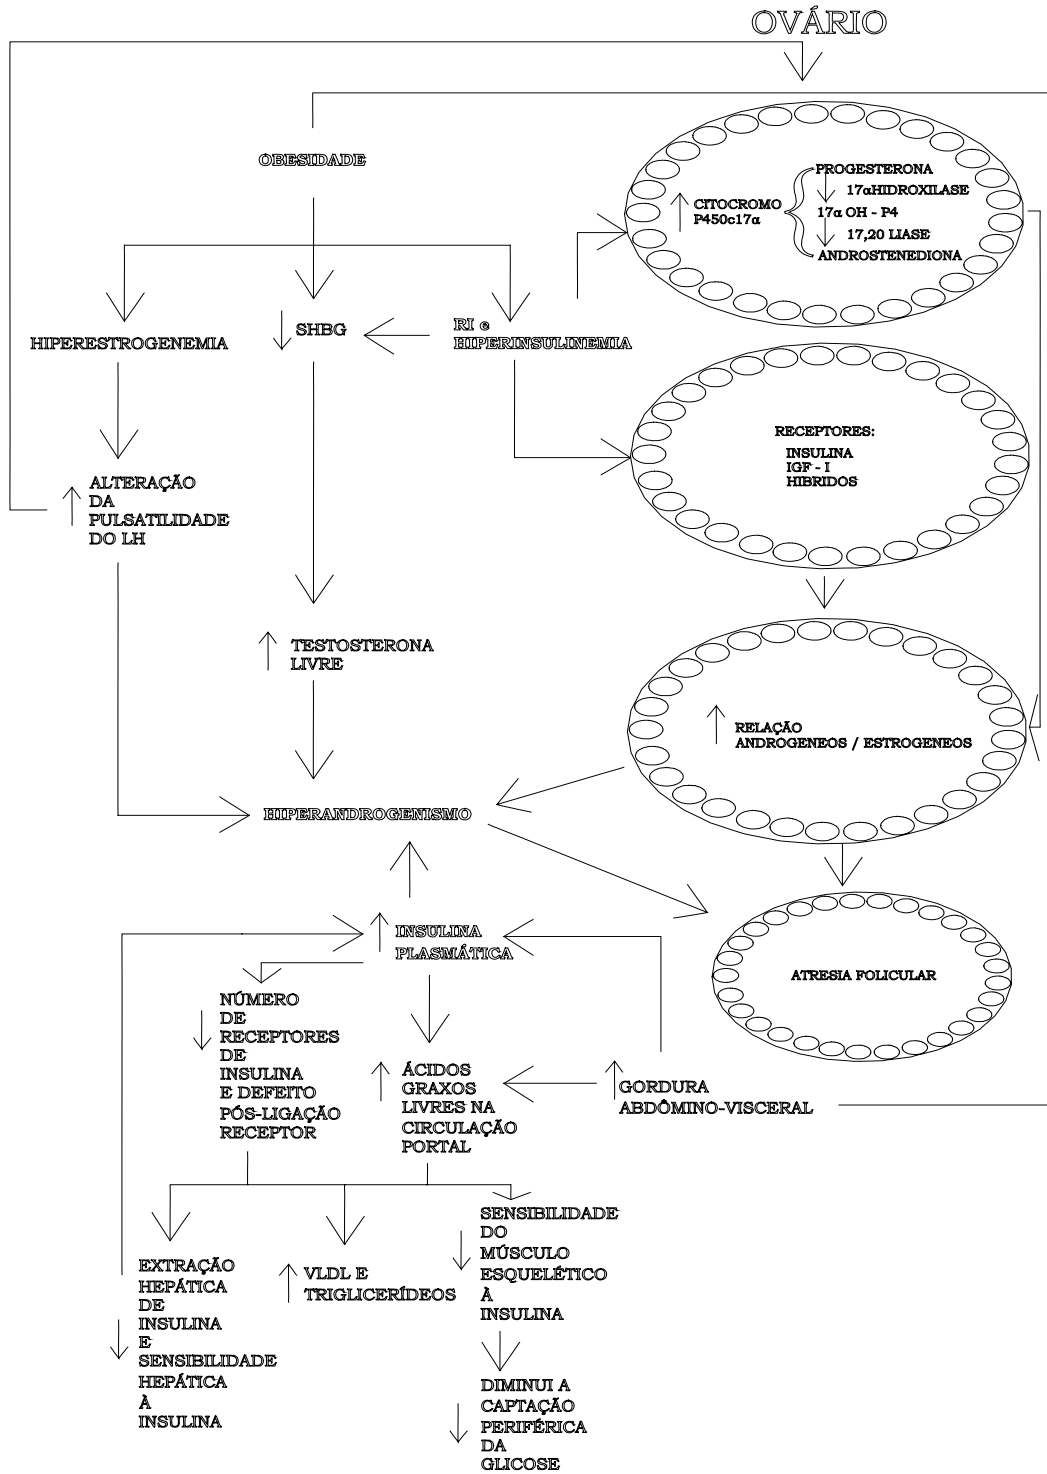 OVÁRIO
OBESIDADE
PROGESTERONA
17αHIDROXILASE
CITOCROMO
P450c17α
17α OH - P4
17,20 LIASE
ANDROSTENEDIONA
HIPERESTROGENEMIA
SHBG
RI e
HIPERINSULINEMIA
RECEPTORES:
INSULINA
IGF - I
HIBRIDOS
ALTERAÇÃO
DA
PULSATILIDADE
DO LH
TESTOSTERONA
LIVRE
RELAÇÃO
ANDROGENEOS / ESTROGENEOS
HIPERANDROGENISMO
INSULINA
PLASMÁTICA
ATRESIA FOLICULAR
NÚMERO
DE
RECEPTORES
DE
INSULINA
E DEFEITO
PÓS-LIGAÇÃO
RECEPTOR
ÁCIDOS
GRAXOS
LIVRES NA
CIRCULAÇÃO
PORTAL
GORDURA
ABDÔMINO-VISCERAL
EXTRAÇÃO
HEPÁTICA
DE
INSULINA
E
SENSIBILIDADE
HEPÁTICA
À
INSULINA
VLDL E
TRIGLICERÍDEOS
SENSIBILIDADE
DO
MÚSCULO
ESQUELÉTICO
À
INSULINA
DIMINUI A
CAPTAÇÃO
PERIFÉRICA
DA
GLICOSE